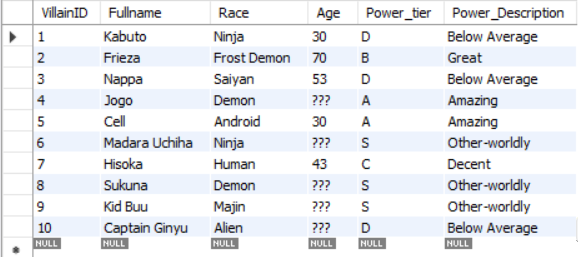 VillainID Fullname Race Age Power_tier Power_Description
1 Kabuto Ninja 30 D Below Average
2 Frieza Frost Demon 70 B Great
3 Nappa Saiyan 53 D Below Average
4 Jogo Demon ??? A Amazing
5 Cell Android 30 A Amazing
6 Madara Uchiha Ninja ??? S Other-worldly
7 Hisoka Human 43 C Decent
8 Sukuna Demon ??? S Other-worldly
9 Kid Buu Majin ??? S Other-worldly
10 Captain Ginyu Alien ??? D Below Average
NULL NULL NULL NULL NULL NULL